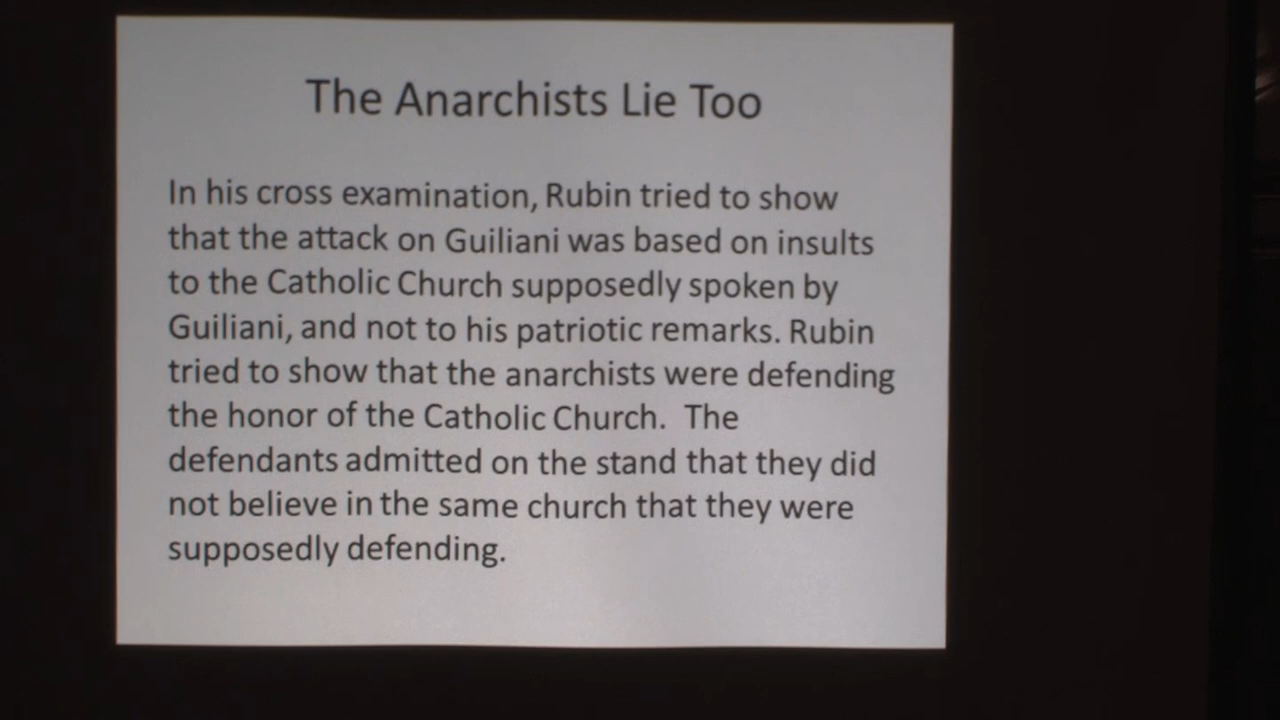 The Anarchists Lie Too
In his cross examination, Rubin tried to show
that the attack on Guiliani was based on insults
to the Catholic Church supposedly spoken by
Guiliani, and not to his patriotic remarks. Rubin
tried to show that the anarchists were defending
the honor of the Catholic Church.  The
defendants admitted on the stand that they did
not believe in the same church that they were
supposedly defending.